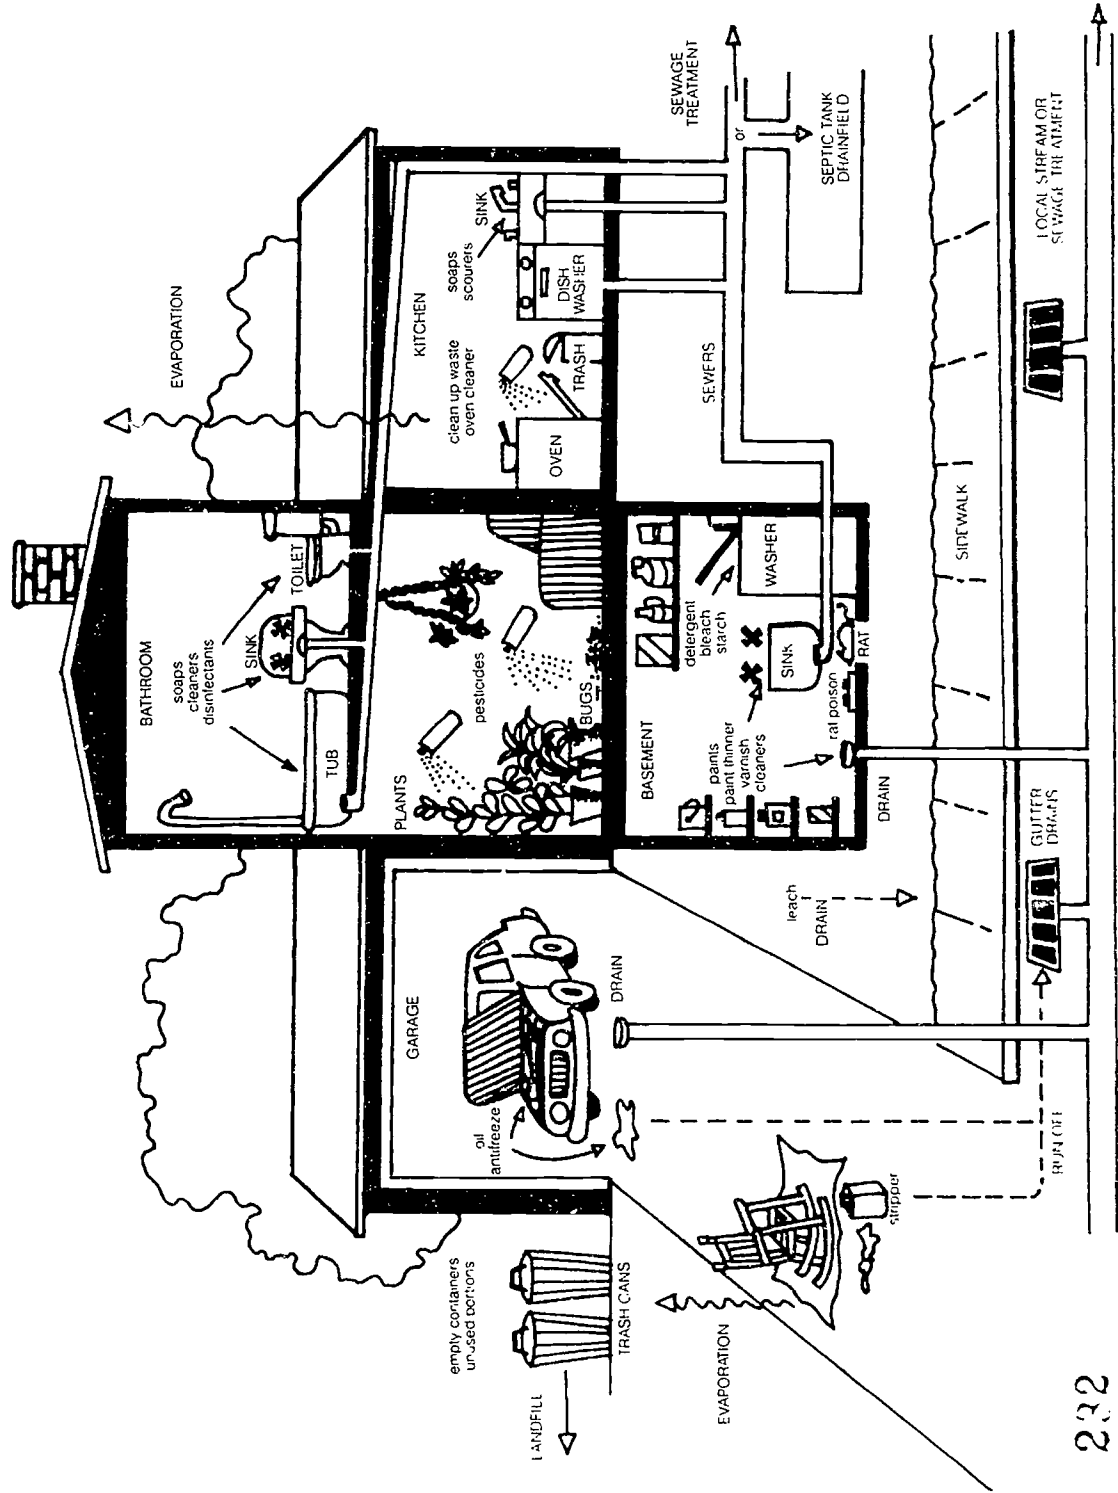 EVAPORATION
BATHROOM
soaps
cleaners
disinfectants
SINK
TOILET
TUB
KITCHEN
clean up waste
oven cleaner
soaps
scourers
SINK
OVEN
TRASH
DISH
WASHER
PLANTS
pesticides
BUGS
GARAGE
oil
antifreeze
DRAIN
empty containers
unused portions
TRASH CANS
LANDFILL
BASEMENT
paints
paint thinner
varnish
cleaners
detergent
bleach
starch
SINK
WASHER
rat poison
RAT
DRAIN
SEWERS
SEWAGE
TREATMENT
or
SEPTIC TANK
DRAINFIELD
leach
DRAIN
EVAPORATION
stripper
SIDEWALK
RUN OFF
GUTTER
DRAINS
LOCAL STREAM OR
SEWAGE TREATMENT
232